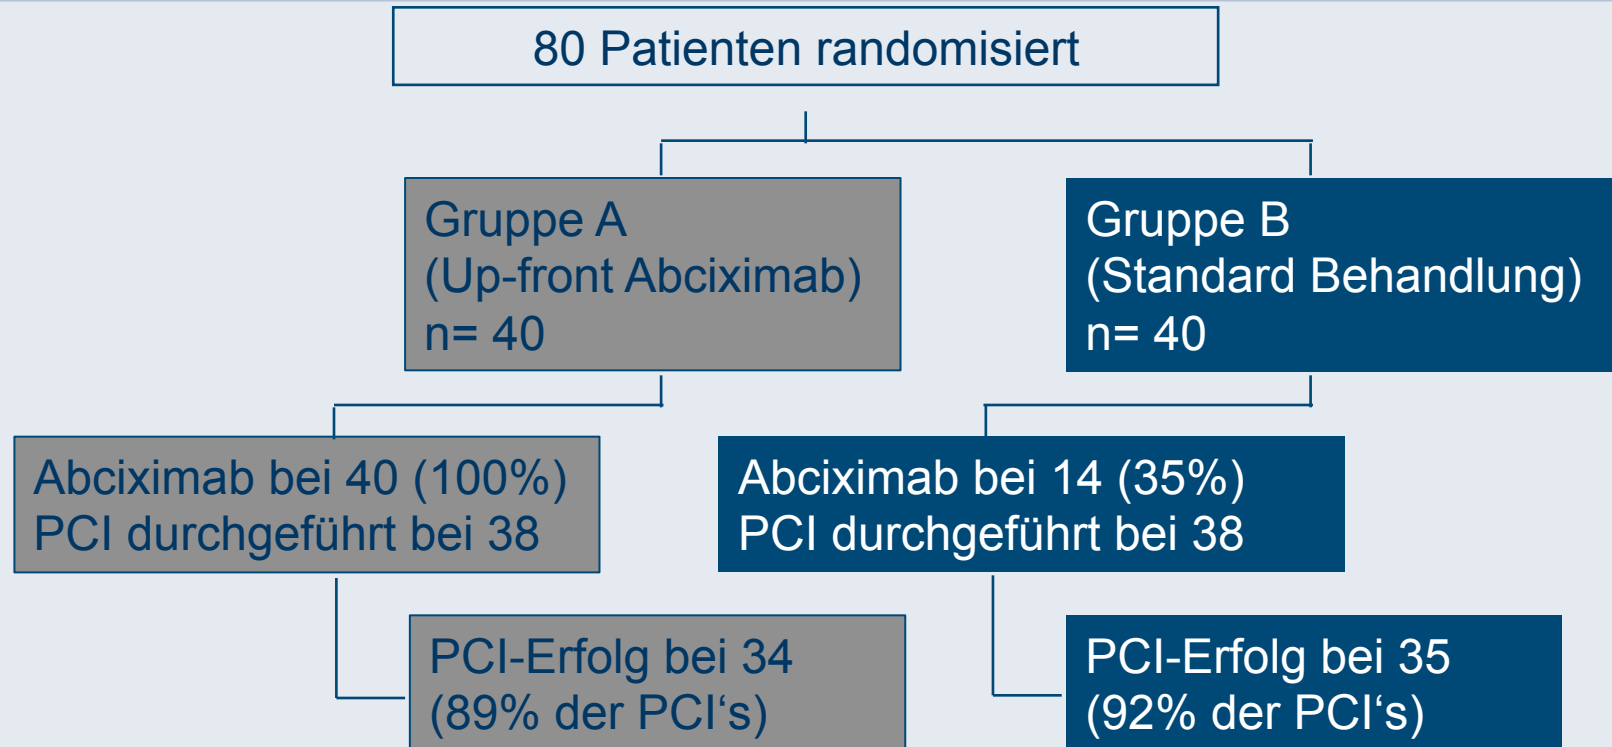 80 Patienten randomisiert
Gruppe A
(Up-front Abciximab)
n= 40
Gruppe B
(Standard Behandlung)
n= 40
Abciximab bei 40 (100%)
PCI durchgeführt bei 38
Abciximab bei 14 (35%)
PCI durchgeführt bei 38
PCI-Erfolg bei 34
(89% der PCI‘s)
PCI-Erfolg bei 35
(92% der PCI‘s)